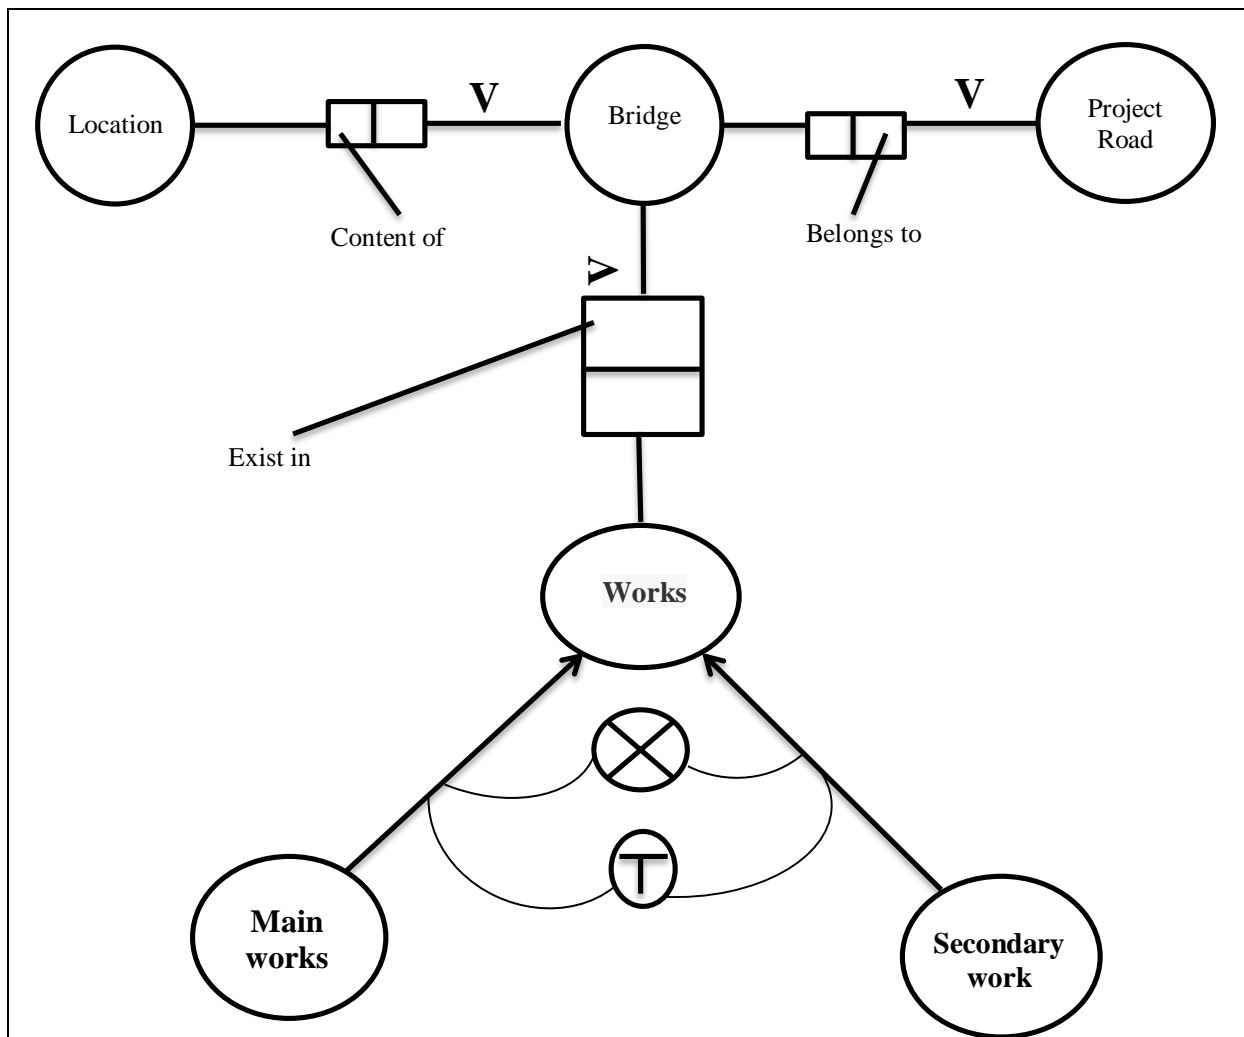 V
V
Location
Bridge
Project
Road
Content of
Belongs to
V
Exist in
Works
T
Main
works
Secondary
work